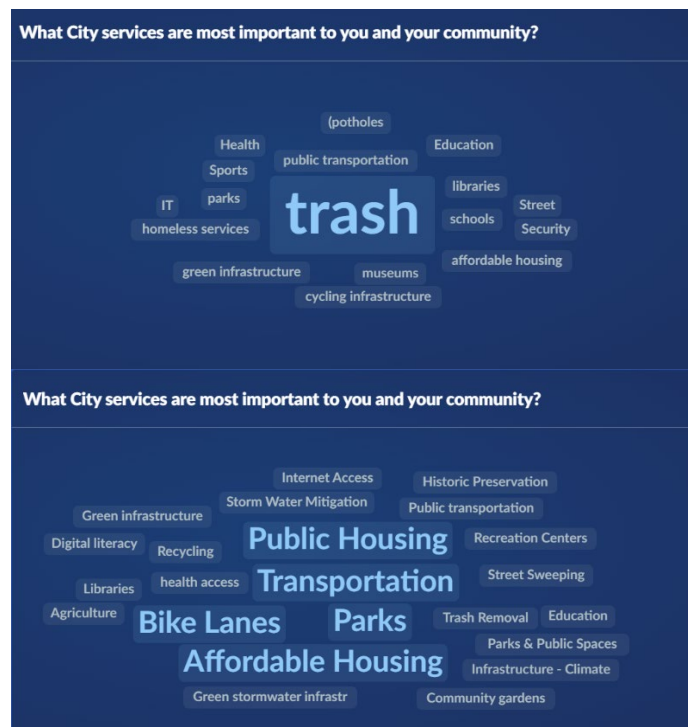 What City services are most important to you and your community?
(potholes
Health
Education
public transportation
Sports
libraries
parks
IT
Street
trash
schools
homeless services
Security
affordable housing
green infrastructure
museums
cycling infrastructure
What City services are most important to you and your community?
Internet Access
Historic Preservation
Storm Water Mitigation
Public transportation
Green infrastructure
Public Housing
Recreation Centers
Digital literacy
Recycling
Transportation
Street Sweeping
Libraries
health access
Agriculture
Bike Lanes
Parks
Trash Removal
Education
Parks & Public Spaces
Affordable Housing
Infrastructure - Climate
Green stormwater infrastr
Community gardens